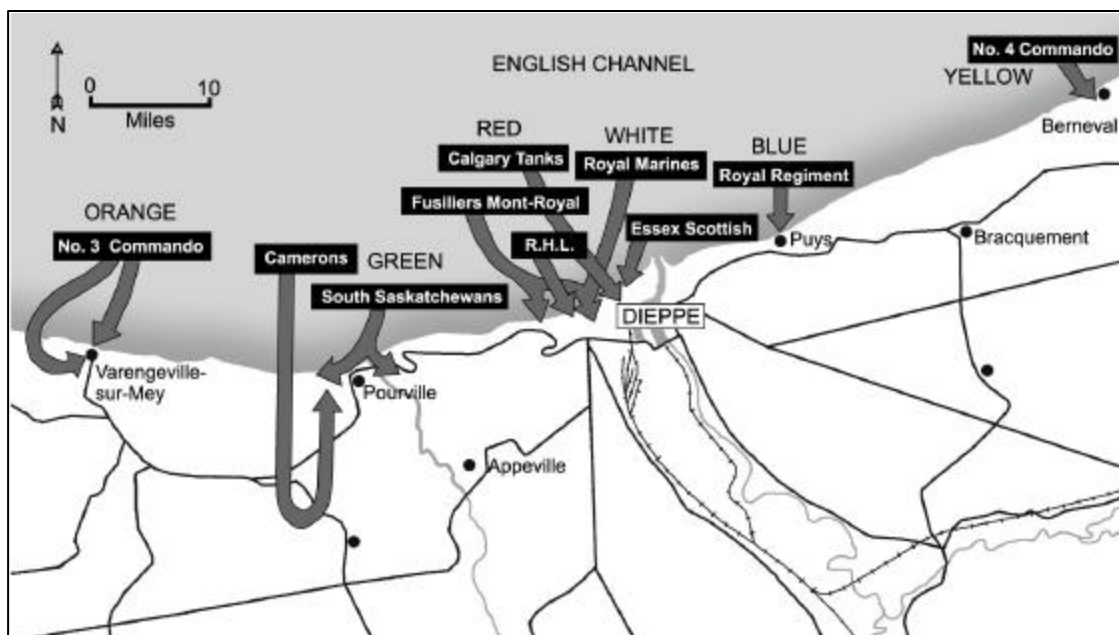 No. 4 Commando
YELLOW
ENGLISH CHANNEL
0 10
Miles
N
Berneval
RED
WHITE
Calgary Tanks
Royal Marines
BLUE
Royal Regiment
Fusiliers Mont-Royal
ORANGE
No. 3 Commando
Camerons
GREEN
R.H.L.
Essex Scottish
Puys
Bracquement
South Saskatchewans
DIEPPE
Varengeville-
sur-Mey
Pourville
Appeville